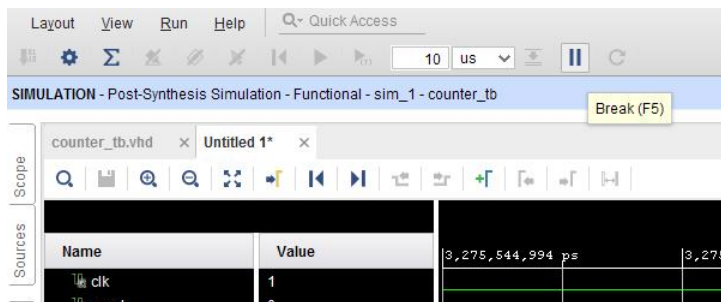 Layout View Run Help Quick Access
10 us
SIMULATION - Post-Synthesis Simulation - Functional - sim_1 - counter_tb
Break (F5)
counter_tb.vhd × Untitled 1* ×
Scope
Sources
Name Value 3,275,544,994 ps 3,275
clk 1